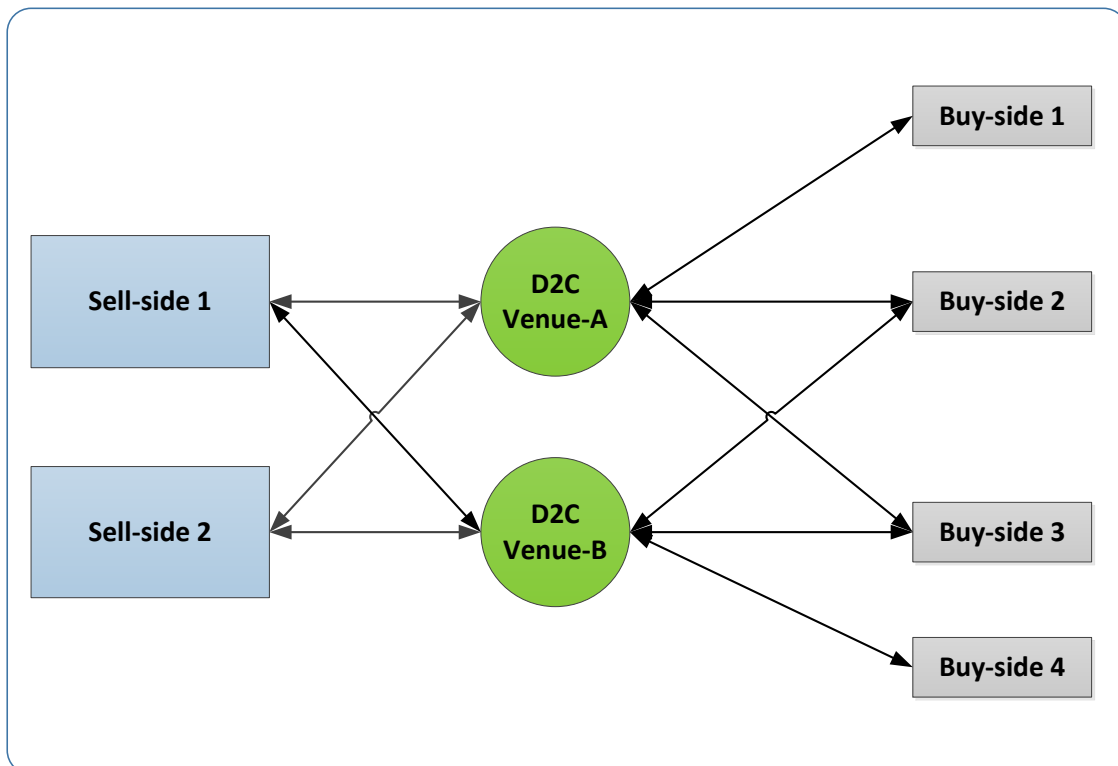 Buy-side 1
Sell-side 1
D2C
Venue-A
Buy-side 2
Sell-side 2
D2C
Venue-B
Buy-side 3
Buy-side 4